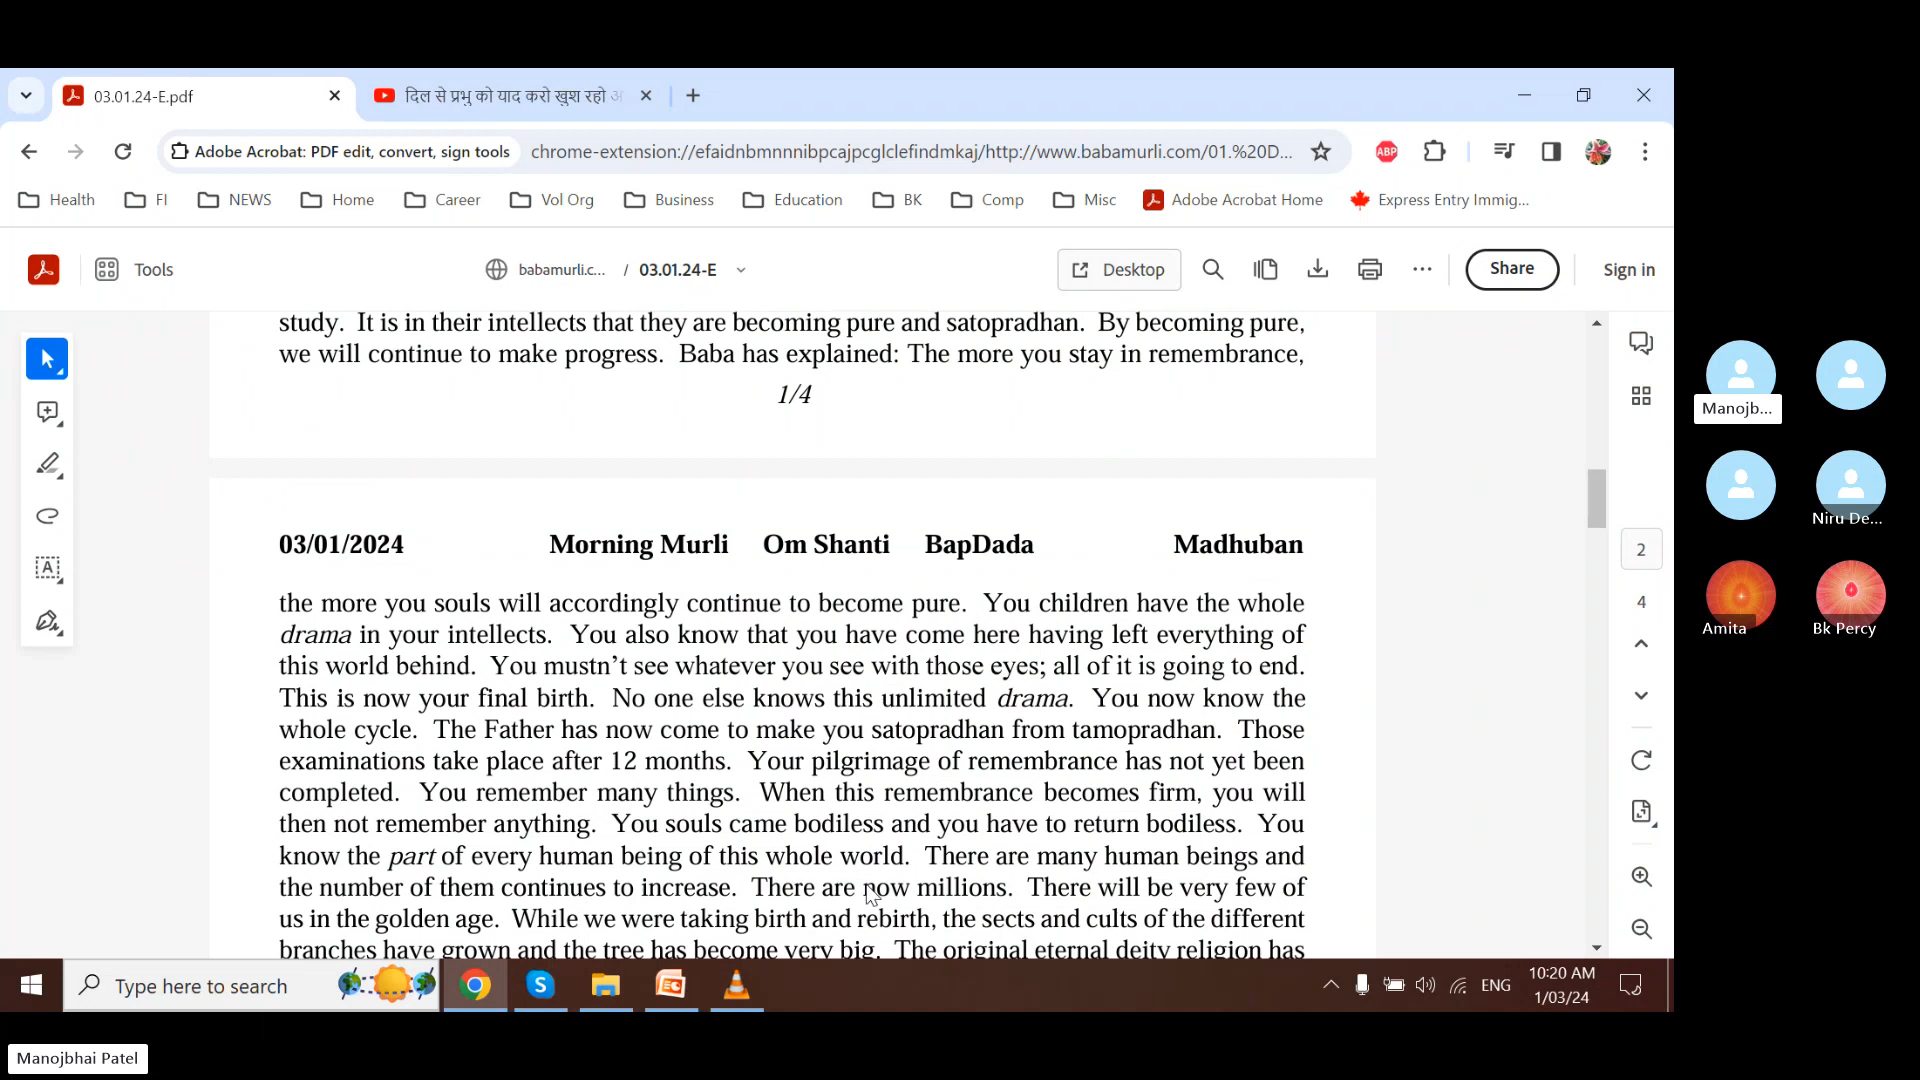 03.01.24-E.pdf
दिल से प्रभु को याद करो खुश रहो
Adobe Acrobat: PDF edit, convert, sign tools
chrome-extension://efaidnbmnnnibpcajpcglclefindmkaj/http://www.babamurli.com/01.%20D...
ABP
Health FI NEWS Home Career Vol Org Business Education BK Comp Misc Adobe Acrobat Home Express Entry Immig...
Tools
babamurli.c... / 03.01.24-E
Desktop
Share
Sign in
study. It is in their intellects that they are becoming pure and satopradhan. By becoming pure,
we will continue to make progress. Baba has explained: The more you stay in remembrance,
1/4
03/01/2024 Morning Murli Om Shanti BapDada Madhuban
the more you souls will accordingly continue to become pure. You children have the whole
drama in your intellects. You also know that you have come here having left everything of
this world behind. You mustn't see whatever you see with those eyes; all of it is going to end.
This is now your final birth. No one else knows this unlimited drama. You now know the
whole cycle. The Father has now come to make you satopradhan from tamopradhan. Those
examinations take place after 12 months. Your pilgrimage of remembrance has not yet been
completed. You remember many things. When this remembrance becomes firm, you will
then not remember anything. You souls came bodiless and you have to return bodiless. You
know the part of every human being of this whole world. There are many human beings and
the number of them continues to increase. There are now millions. There will be very few of
us in the golden age. While we were taking birth and rebirth, the sects and cults of the different
branches have grown and the tree has become very big. The original eternal deity religion has
2
4
Manojb...
Niru De...
Amita
Bk Percy
Type here to search
ENG
10:20 AM
1/03/24
Manojbhai Patel